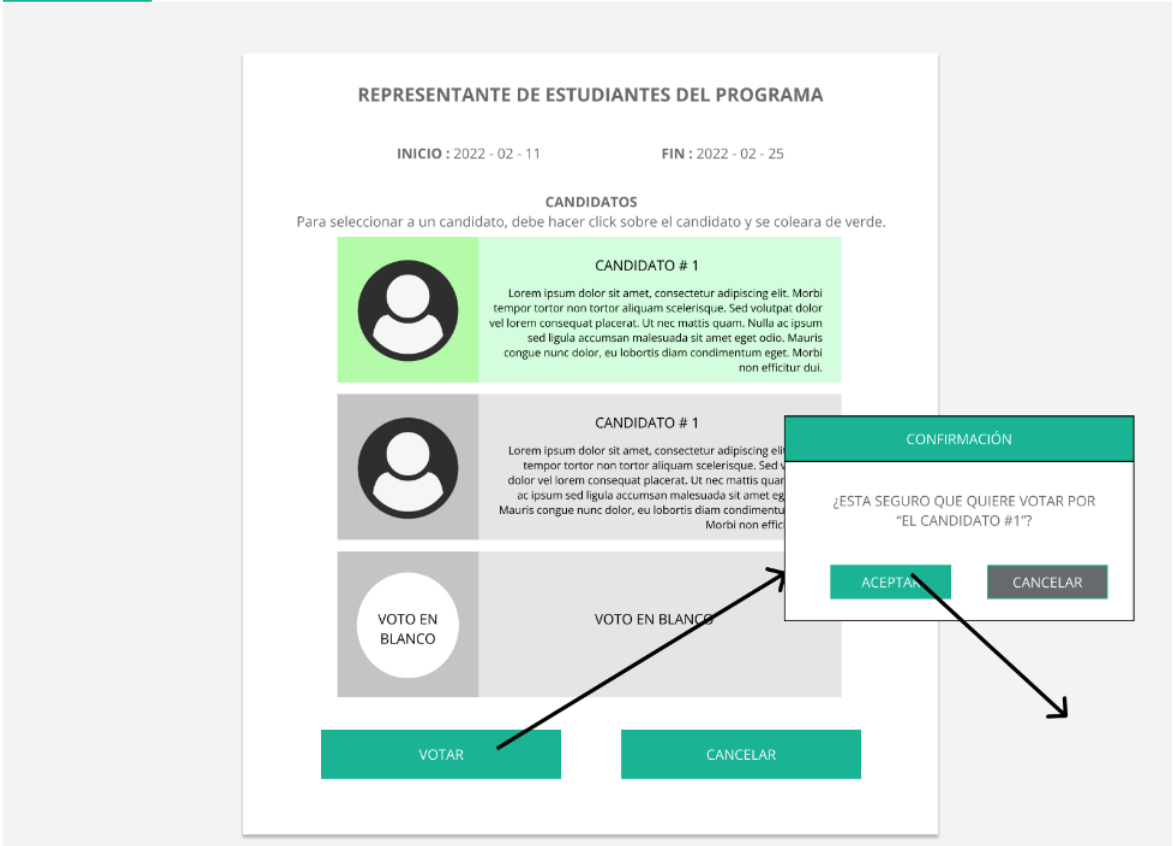 REPRESENTANTE DE ESTUDIANTES DEL PROGRAMA
INICIO : 2022 - 02 - 11
FIN : 2022 - 02 - 25
CANDIDATOS
Para seleccionar a un candidato, debe hacer click sobre el candidato y se coleara de verde.
CANDIDATO # 1
Lorem ipsum dolor sit amet, consectetur adipiscing elit. Morbi
tempor tortor non tortor aliquam scelerisque. Sed volutpat dolor
vel lorem consequat placerat. Ut nec mattis quam. Nulla ac ipsum
sed ligula accumsan malesuada sit amet eget odio. Mauris
congue nunc dolor, eu lobortis diam condimentum eget. Morbi
non efficitur dui.
CANDIDATO # 1
Lorem ipsum dolor sit amet, consectetur adipiscing
tempor tortor non tortor aliquam scelerisque. Sed
dolor vel lorem consequat placerat. Ut nec mattis
ac ipsum sed ligula accumsan malesuada sit amet
Mauris congue nunc dolor, eu lobortis diam
Morbi non
VOTO EN
BLANCO
VOTO EN BLANCO
VOTAR
CANCELAR
CONFIRMACIÓN
¿ESTA SEGURO QUE QUIERE VOTAR POR
“EL CANDIDATO #1”?
ACEPTAR
CANCELAR